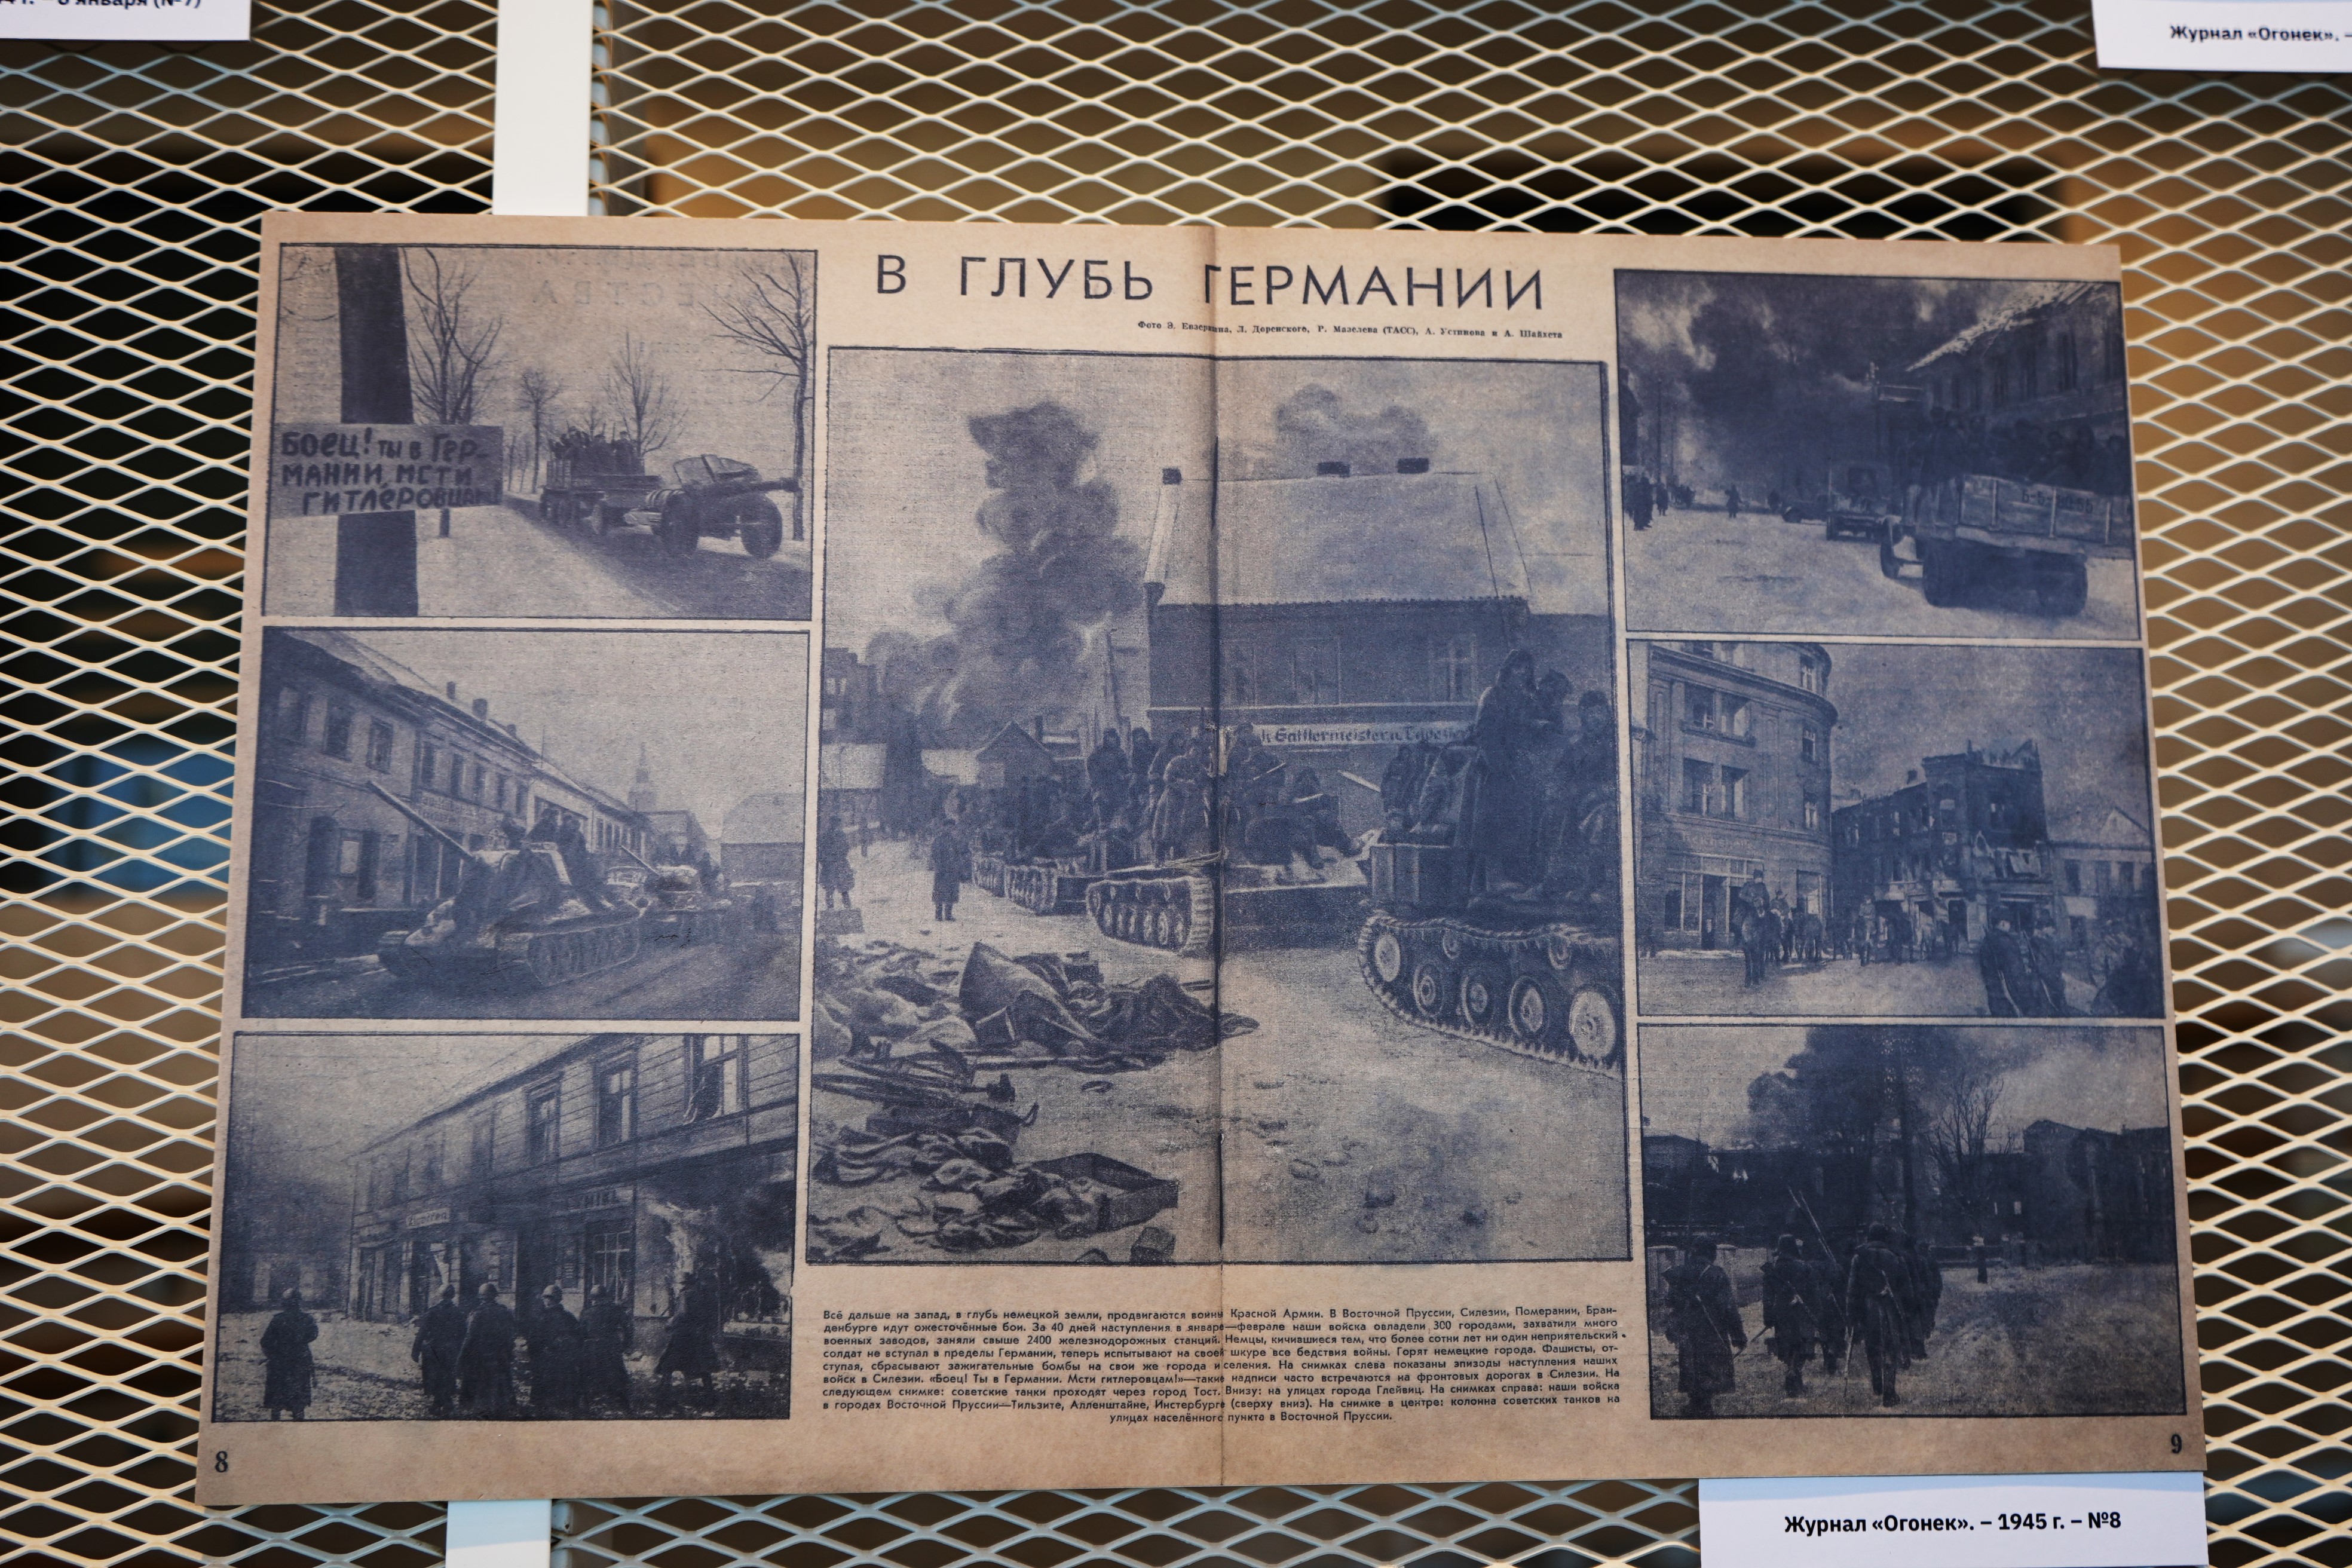 – 6 января (№7)
Журнал «Огонек». –
В ГЛУБЬ ГЕРМАНИИ
Фото Э. Евзерихина, Л. Доренского, Р. Мазелева (ТАСС), А. Устинова и А. Шайхета
Боец! ты в Гер-
мании, мсти
гитлеровцам
k Sattlermeister u. Tapezier
Б-5
Всё дальше на запад, в глубь немецкой земли, продвигаются воины Красной Армии. В Восточной Пруссии, Силезии, Померании, Бран-
денбурге идут ожесточённые бои. За 40 дней наступления в январе—феврале наши войска овладели 300 городами, захватили много
военных заводов, заняли свыше 2400 железнодорожных станций. Немцы, кичившиеся тем, что более сотни лет ни один неприятельский
солдат не вступал в пределы Германии, теперь испытывают на своей шкуре все бедствия войны. Горят немецкие города. Фашисты, от-
ступая, сбрасывают зажигательные бомбы на свои же города и селения. На снимках слева показаны эпизоды наступления наших
войск в Силезии. «Боец! Ты в Германии. Мсти гитлеровцам!»—такие надписи часто встречаются на фронтовых дорогах в Силезии. На
следующем снимке: советские танки проходят через город Тост. Внизу: на улицах города Глейвиц. На снимках справа: наши войска
в городах Восточной Пруссии—Тильзите, Алленштайне, Инстербурге (сверху вниз). На снимке в центре: колонна советских танков на
улицах населённого пункта в Восточной Пруссии.
8
9
Журнал «Огонек». – 1945 г. – №8